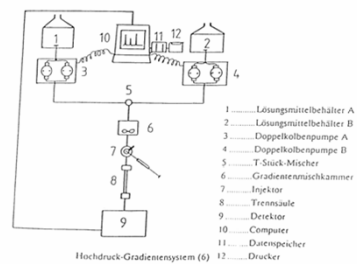 1
2
10
11
12
3
4
5
6
7
8
9
1 ......... Lösungsmittelbehälter A
2 ......... Lösungsmittelbehälter B
3 ......... Doppelkolbenpumpe A
4 ......... Doppelkolbenpumpe B
5 ......... T-Stück-Mischer
6 ......... Gradientenmischkammer
7 ......... Injektor
8 ......... Trennsäule
9 ......... Detektor
10 ......... Computer
11 ......... Datenspeicher
12 ......... Drucker
Hochdruck-Gradientensystem (6)